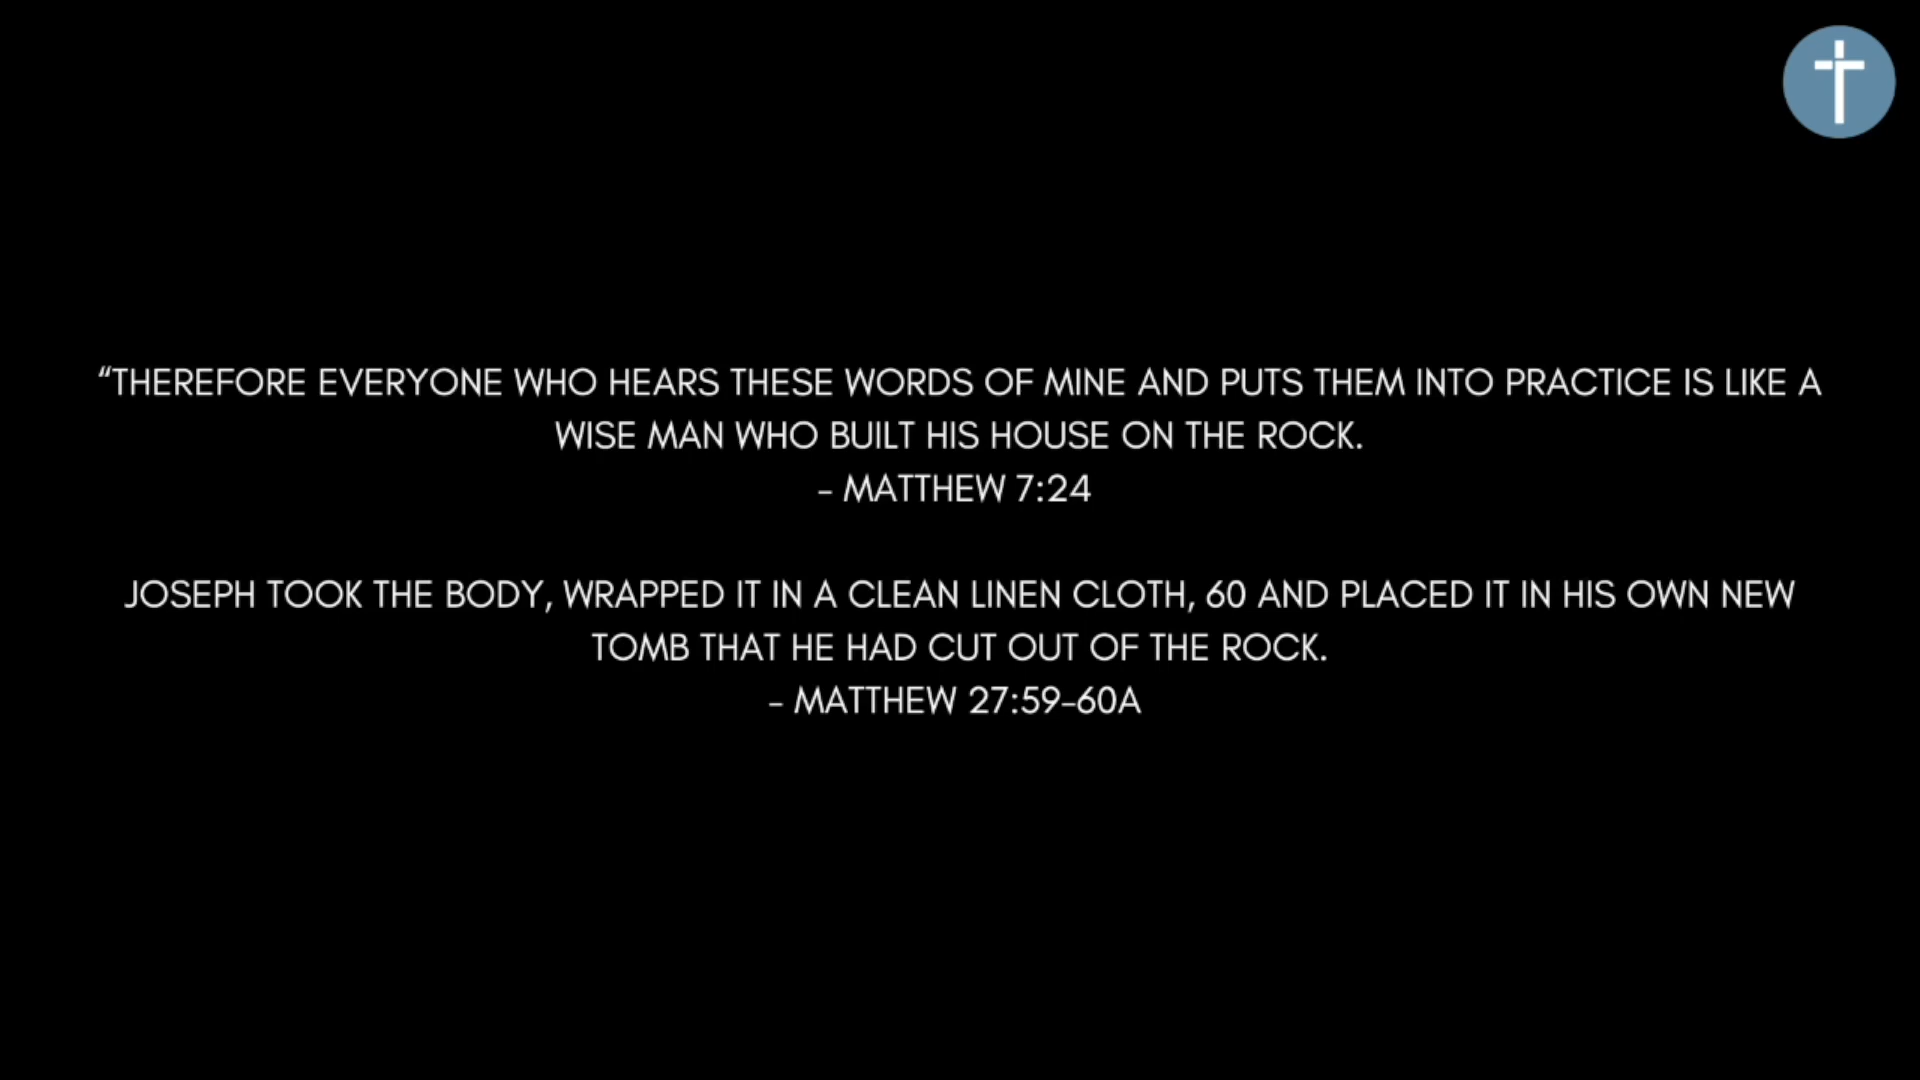 “THEREFORE EVERYONE WHO HEARS THESE WORDS OF MINE AND PUTS THEM INTO PRACTICE IS LIKE A
WISE MAN WHO BUILT HIS HOUSE ON THE ROCK.
- MATTHEW 7:24
JOSEPH TOOK THE BODY, WRAPPED IT IN A CLEAN LINEN CLOTH, 60 AND PLACED IT IN HIS OWN NEW
TOMB THAT HE HAD CUT OUT OF THE ROCK.
- MATTHEW 27:59-60A